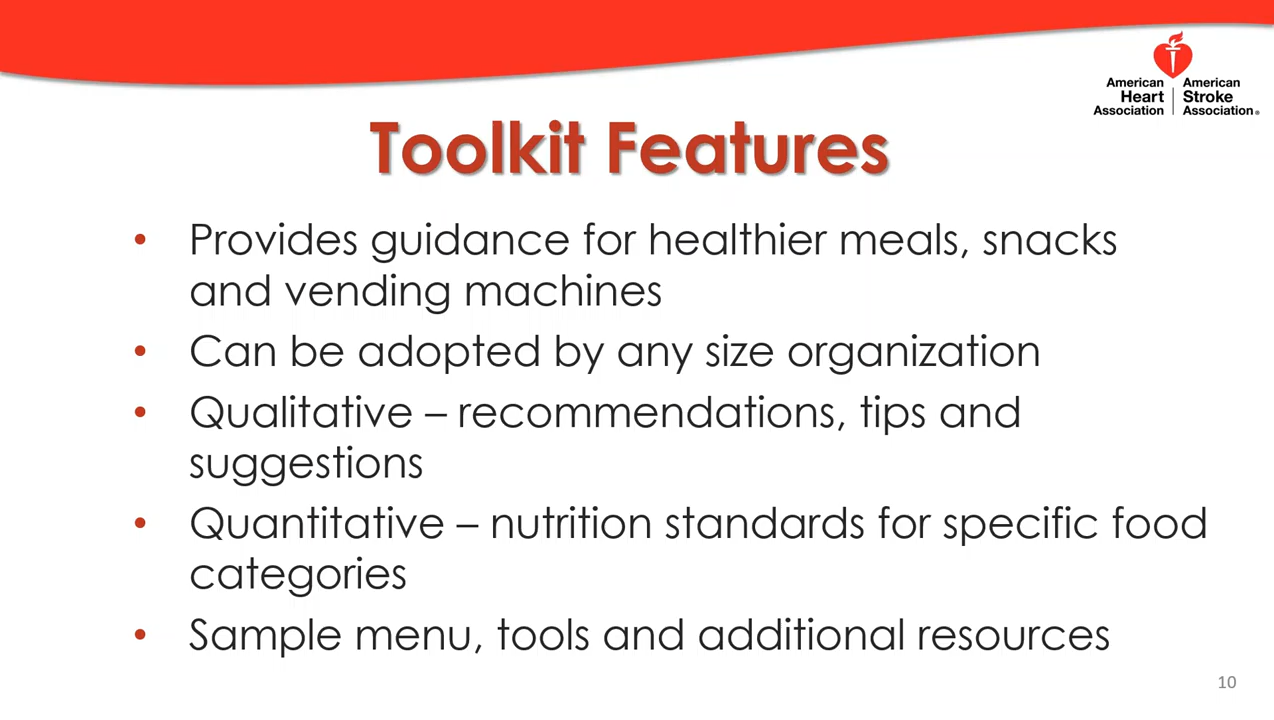 American American
Heart Stroke
Association Association®
Toolkit Features
• Provides guidance for healthier meals, snacks
and vending machines
• Can be adopted by any size organization
• Qualitative – recommendations, tips and
suggestions
• Quantitative – nutrition standards for specific food
categories
• Sample menu, tools and additional resources
10